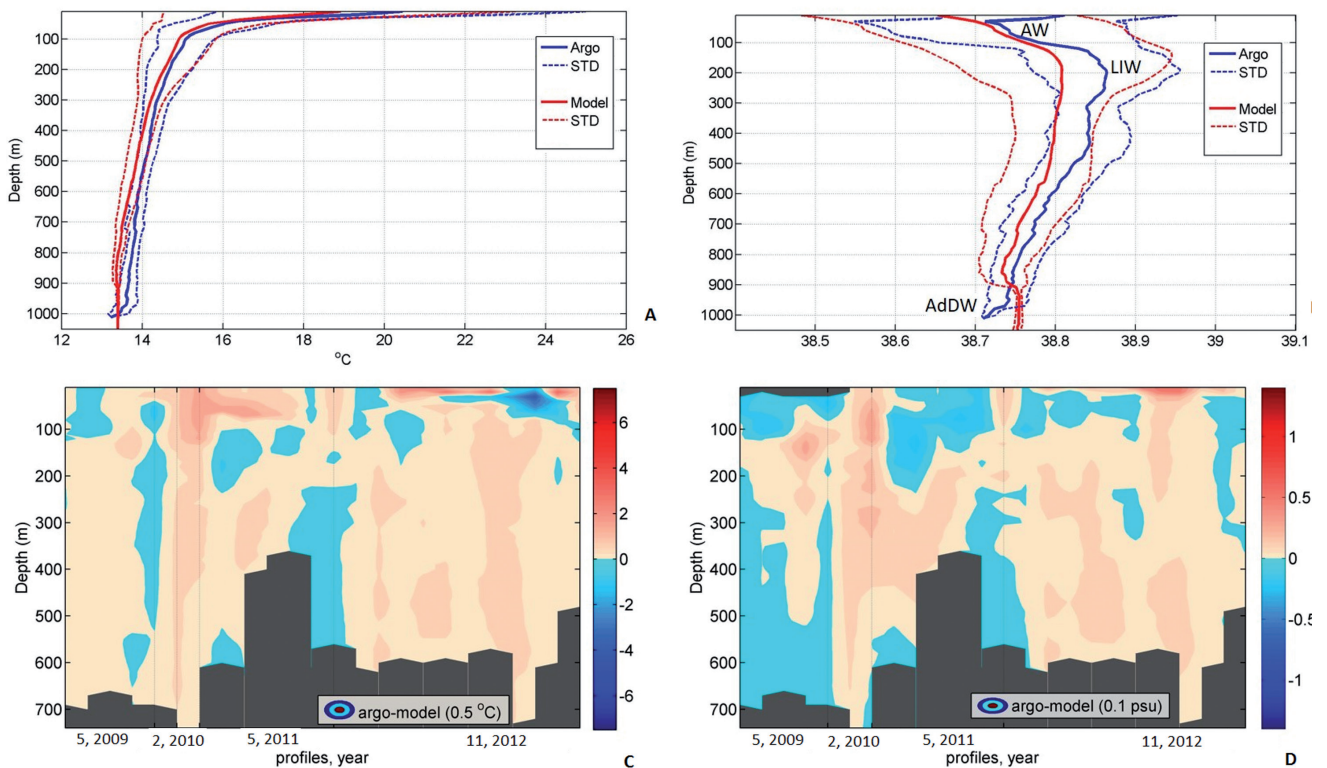 100
200
300
400
500
600
700
800
900
1000
Depth (m)
12 14 16 18 20 22 24 26
°C
Argo
STD
Model
STD
A
100
200
300
400
500
600
700
800
900
1000
Depth (m)
38.5 38.6 38.7 38.8 38.9 39 39.1
AW
LIW
AdDW
Argo
STD
Model
STD
100
200
300
400
500
600
700
Depth (m)
argo-model (0.5 °C)
5, 2009 2, 2010 5, 2011 11, 2012
profiles, year
6
4
2
0
-2
-4
-6
C
100
200
300
400
500
600
700
Depth (m)
argo-model (0.1 psu)
5, 2009 2, 2010 5, 2011 11, 2012
profiles, year
1
0.5
0
-0.5
-1
D